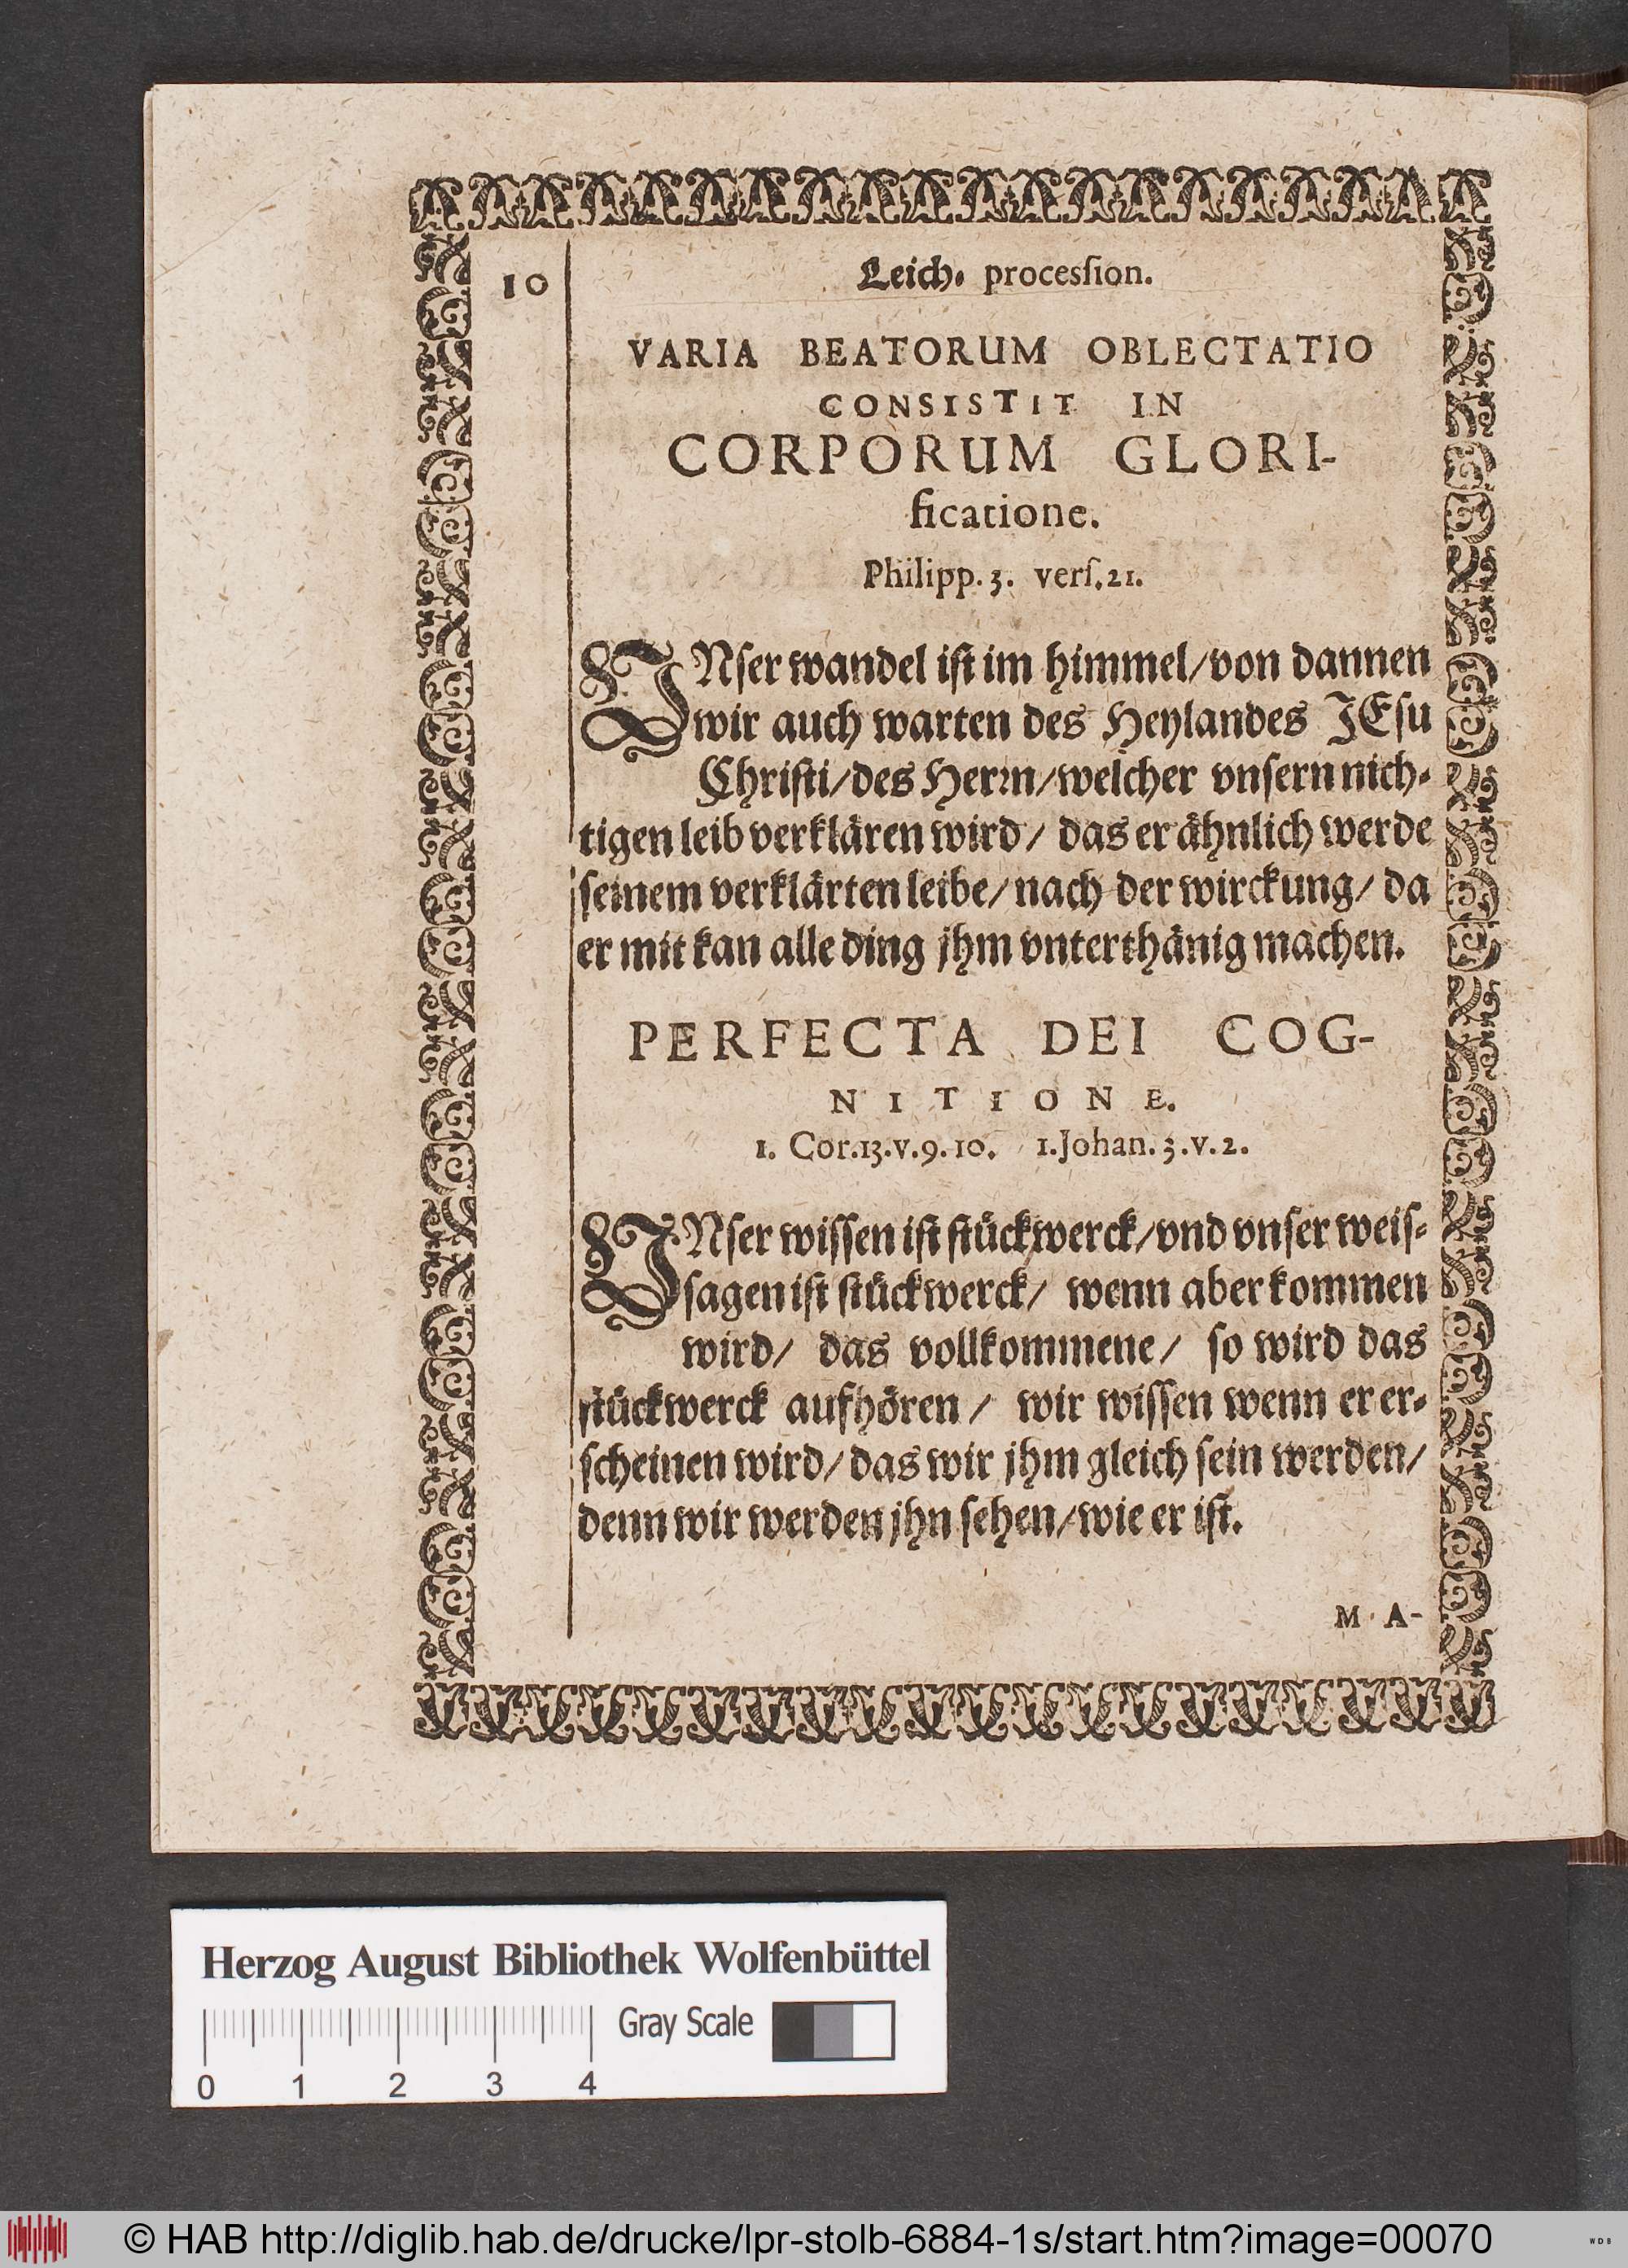 10
Leich⸗ procesſion.
VARIA BEATORUM OBLECTATIO
CONSISTIT IN
CORPORUM GLORI-
ficatione.
Philipp. 3. verſ. 21.
VNſer wandel iſt im himmel/von dannen
wir auch warten des Heylandes JEſu
Chriſti/des Herrn/welcher vnſern nich⸗
tigen leib verklären wird/ das er ähnlich werde
ſeinem verklärten leibe/nach der wirckung/ da
er mit kan alle ding jhm vnterthänig machen.
PERFECTA DEI COG-
NITIONE.
1. Cor.13.v.9.10. 1.Johan.3.v.2.
VNſer wiſſen iſt ſtückwerck/vnd vnſer weiſ⸗
ſagen iſt ſtückwerck/ wenn aber kommen
wird/ das vollkommene/ ſo wird das
ſtückwerck aufhören/ wir wiſſen wenn er er⸗
ſcheinen wird/das wir jhm gleich ſein werden/
denn wir werden jhn ſehen/wie er iſt.
MA-
Herzog August Bibliothek Wolfenbüttel
Gray Scale
0 1 2 3 4
© HAB http://diglib.hab.de/drucke/lpr-stolb-6884-1s/start.htm?image=00070
WDB